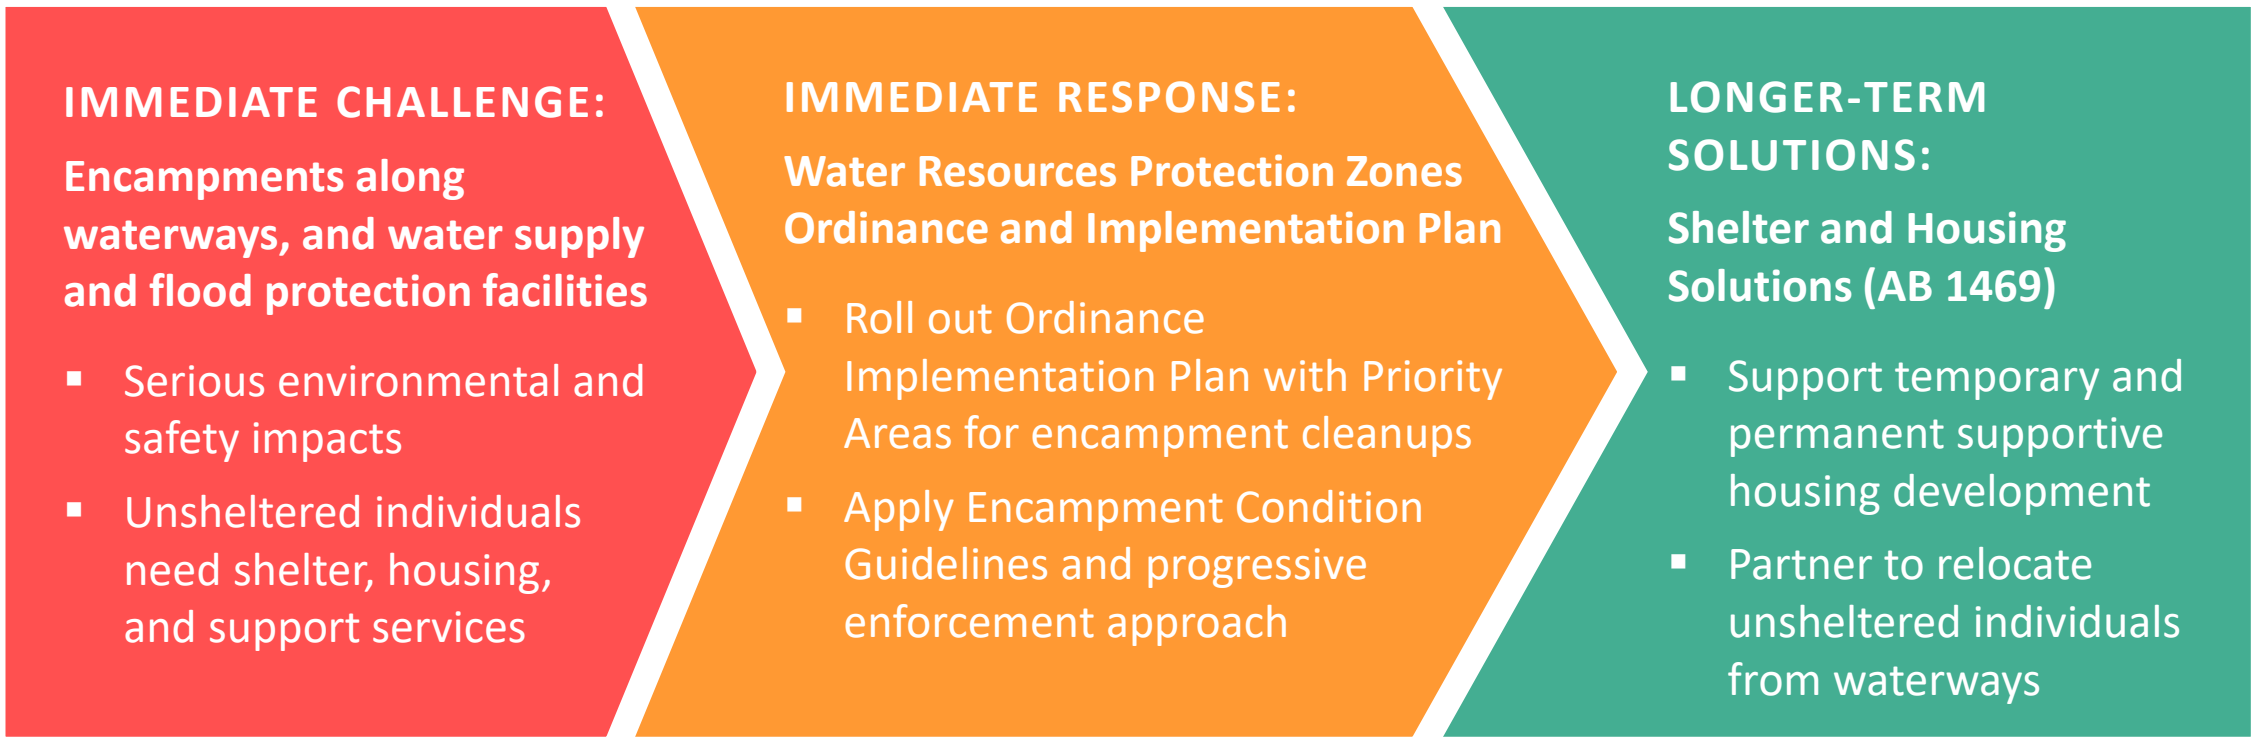 IMMEDIATE CHALLENGE:
Encampments along
waterways, and water supply
and flood protection facilities
▪ Serious environmental and
safety impacts
▪ Unsheltered individuals
need shelter, housing,
and support services
IMMEDIATE RESPONSE:
Water Resources Protection Zones
Ordinance and Implementation Plan
▪ Roll out Ordinance
Implementation Plan with Priority
Areas for encampment cleanups
▪ Apply Encampment Condition
Guidelines and progressive
enforcement approach
LONGER-TERM
SOLUTIONS:
Shelter and Housing
Solutions (AB 1469)
▪ Support temporary and
permanent supportive
housing development
▪ Partner to relocate
unsheltered individuals
from waterways